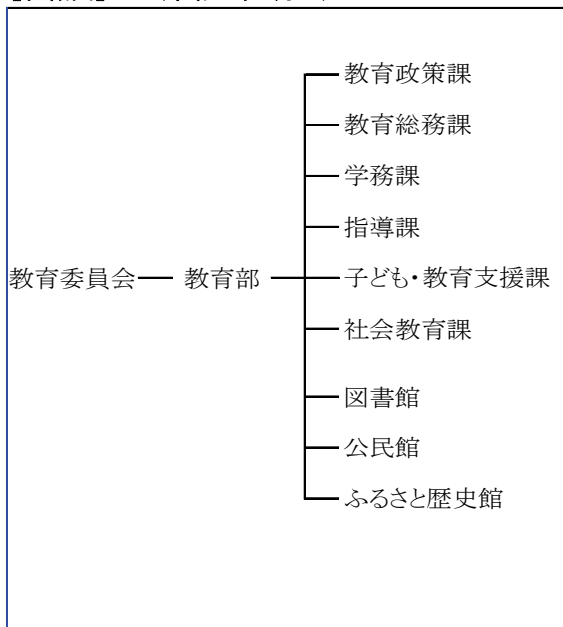 教育政策課
教育総務課
学務課
指導課
教育委員会 教育部 子ども・教育支援課
社会教育課
図書館
公民館
ふるさと歴史館